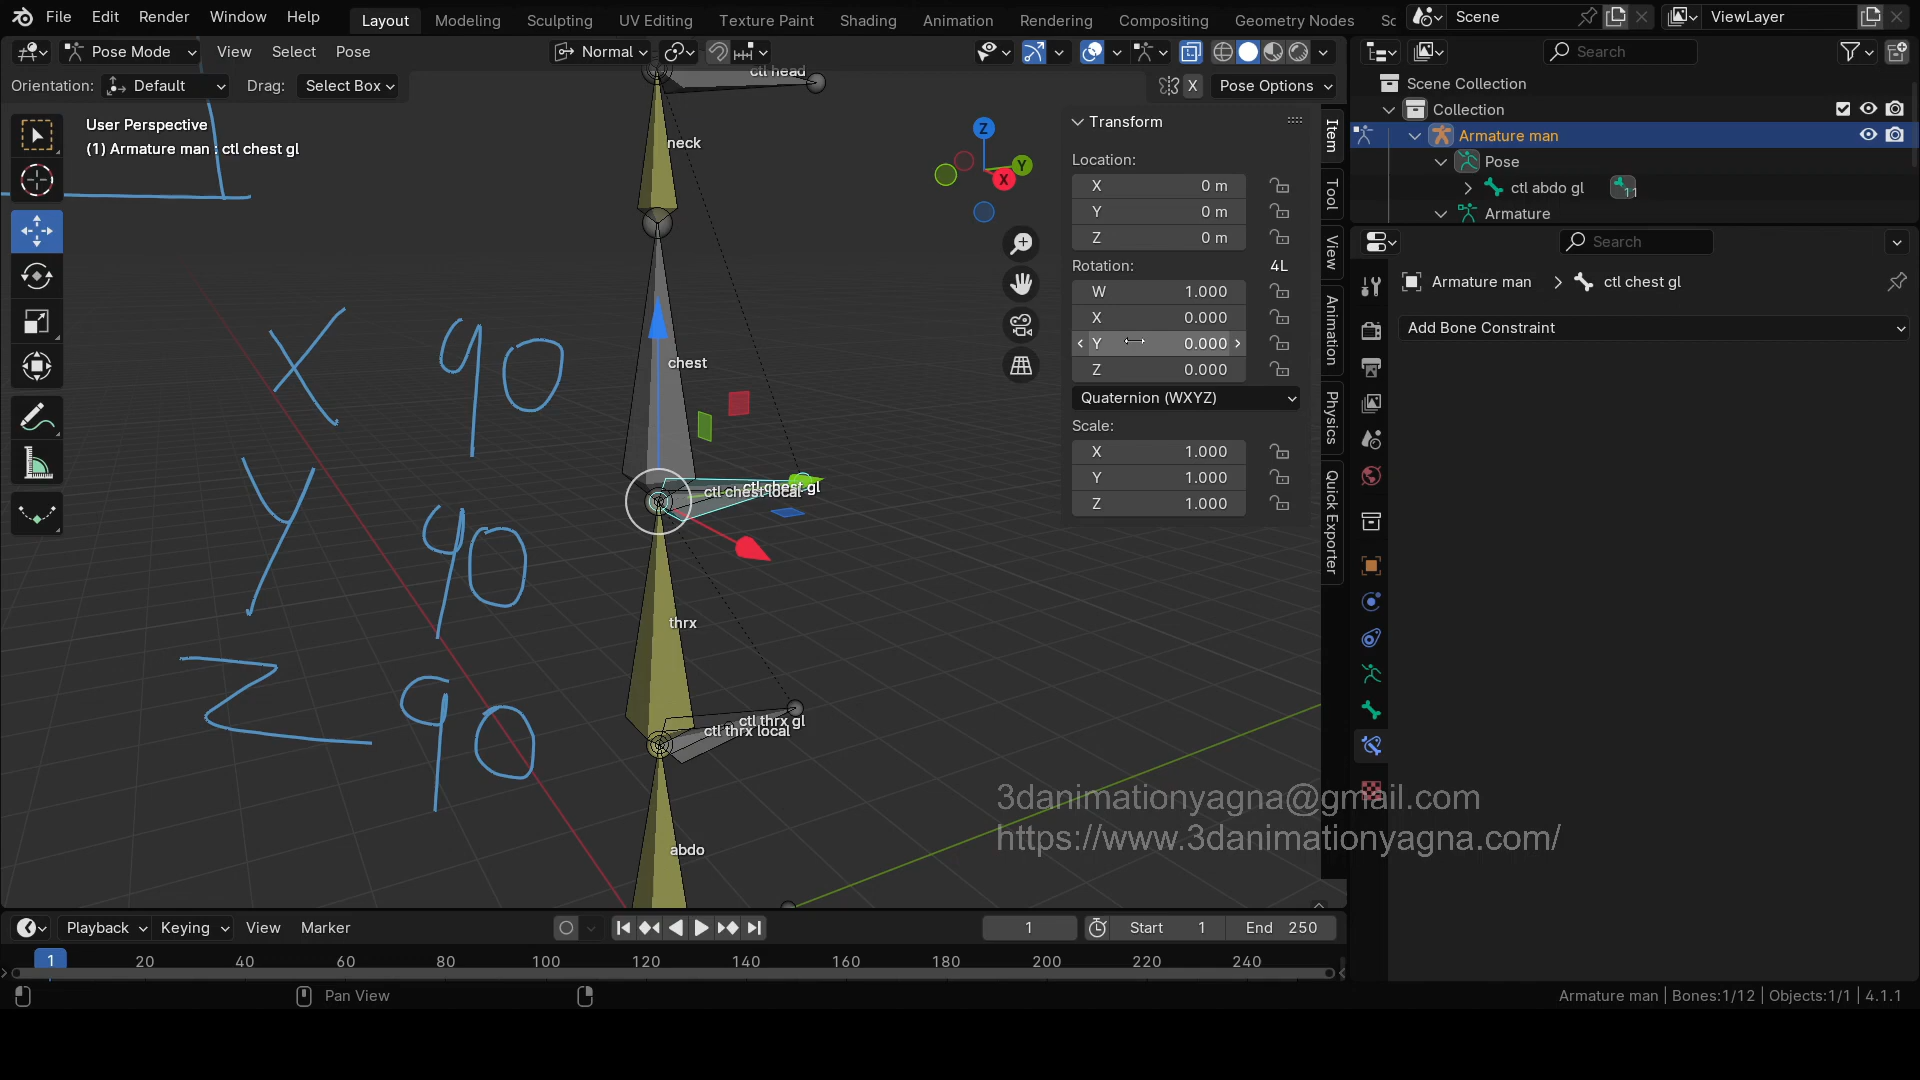 File Edit Render Window Help Layout Modeling Sculpting UV Editing Texture Paint Shading Animation Rendering Compositing Geometry Nodes Sc Scene ViewLayer
Pose Mode View Select Pose Normal Search
Orientation: Default Drag: Select Box X Pose Options
User Perspective
(1) Armature man : ctl chest gl
ctl head
neck
chest
ctl chest local
ctl chest gl
thrx
ctl thrx gl
ctl thrx local
abdo
X 90
Y 90
Z 90
Z
Y
X
Transform
Location:
X 0 m
Y 0 m
Z 0 m
Rotation: 4L
W 1.000
X 0.000
Y 0.000
Z 0.000
Quaternion (WXYZ)
Scale:
X 1.000
Y 1.000
Z 1.000
Item
Tool
View
Animation
Physics
Quick Exporter
Scene Collection
Collection
Armature man
Pose
ctl abdo gl 11
Armature
Search
Armature man ctl chest gl
Add Bone Constraint
3danimationyagna@gmail.com
https://www.3danimationyagna.com/
Playback Keying View Marker 1 Start 1 End 250
1 20 40 60 80 100 120 140 160 180 200 220 240
Pan View Armature man | Bones:1/12 | Objects:1/1 | 4.1.1